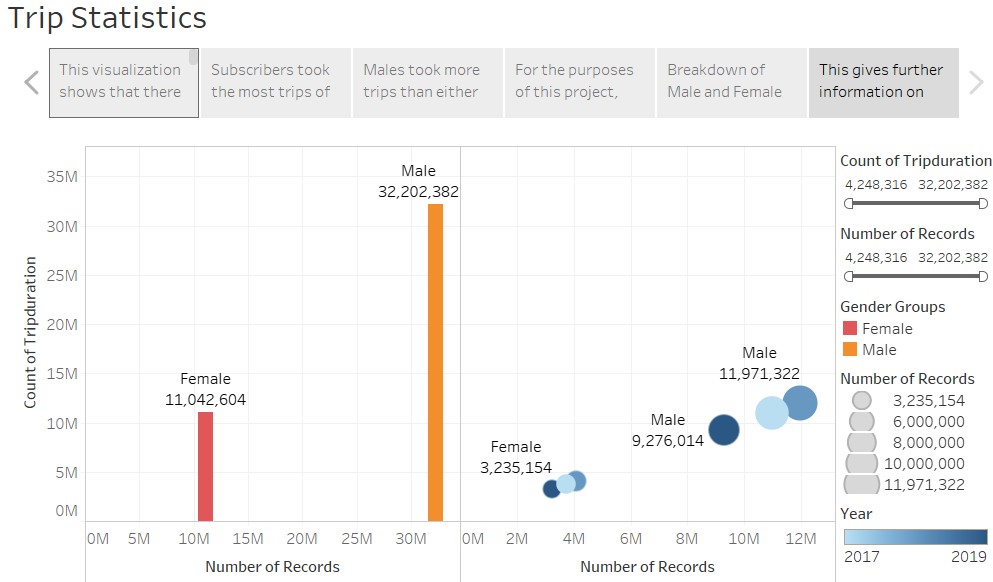 Trip Statistics
This visualization
shows that there
Subscribers took
the most trips of
Males took more
trips than either
For the purposes
of this project,
Breakdown of
Male and Female
This gives further
information on
Count of Tripduration
35M
30M
25M
20M
15M
10M
5M
0M
Male
32,202,382
Female
11,042,604
0M 5M 10M 15M 20M 25M 30M
Number of Records
Male
11,971,322
Male
9,276,014
Female
3,235,154
0M 2M 4M 6M 8M 10M 12M
Number of Records
Count of Tripduration
4,248,316 32,202,382
Number of Records
4,248,316 32,202,382
Gender Groups
Female
Male
Number of Records
3,235,154
6,000,000
8,000,000
10,000,000
11,971,322
Year
2017 2019